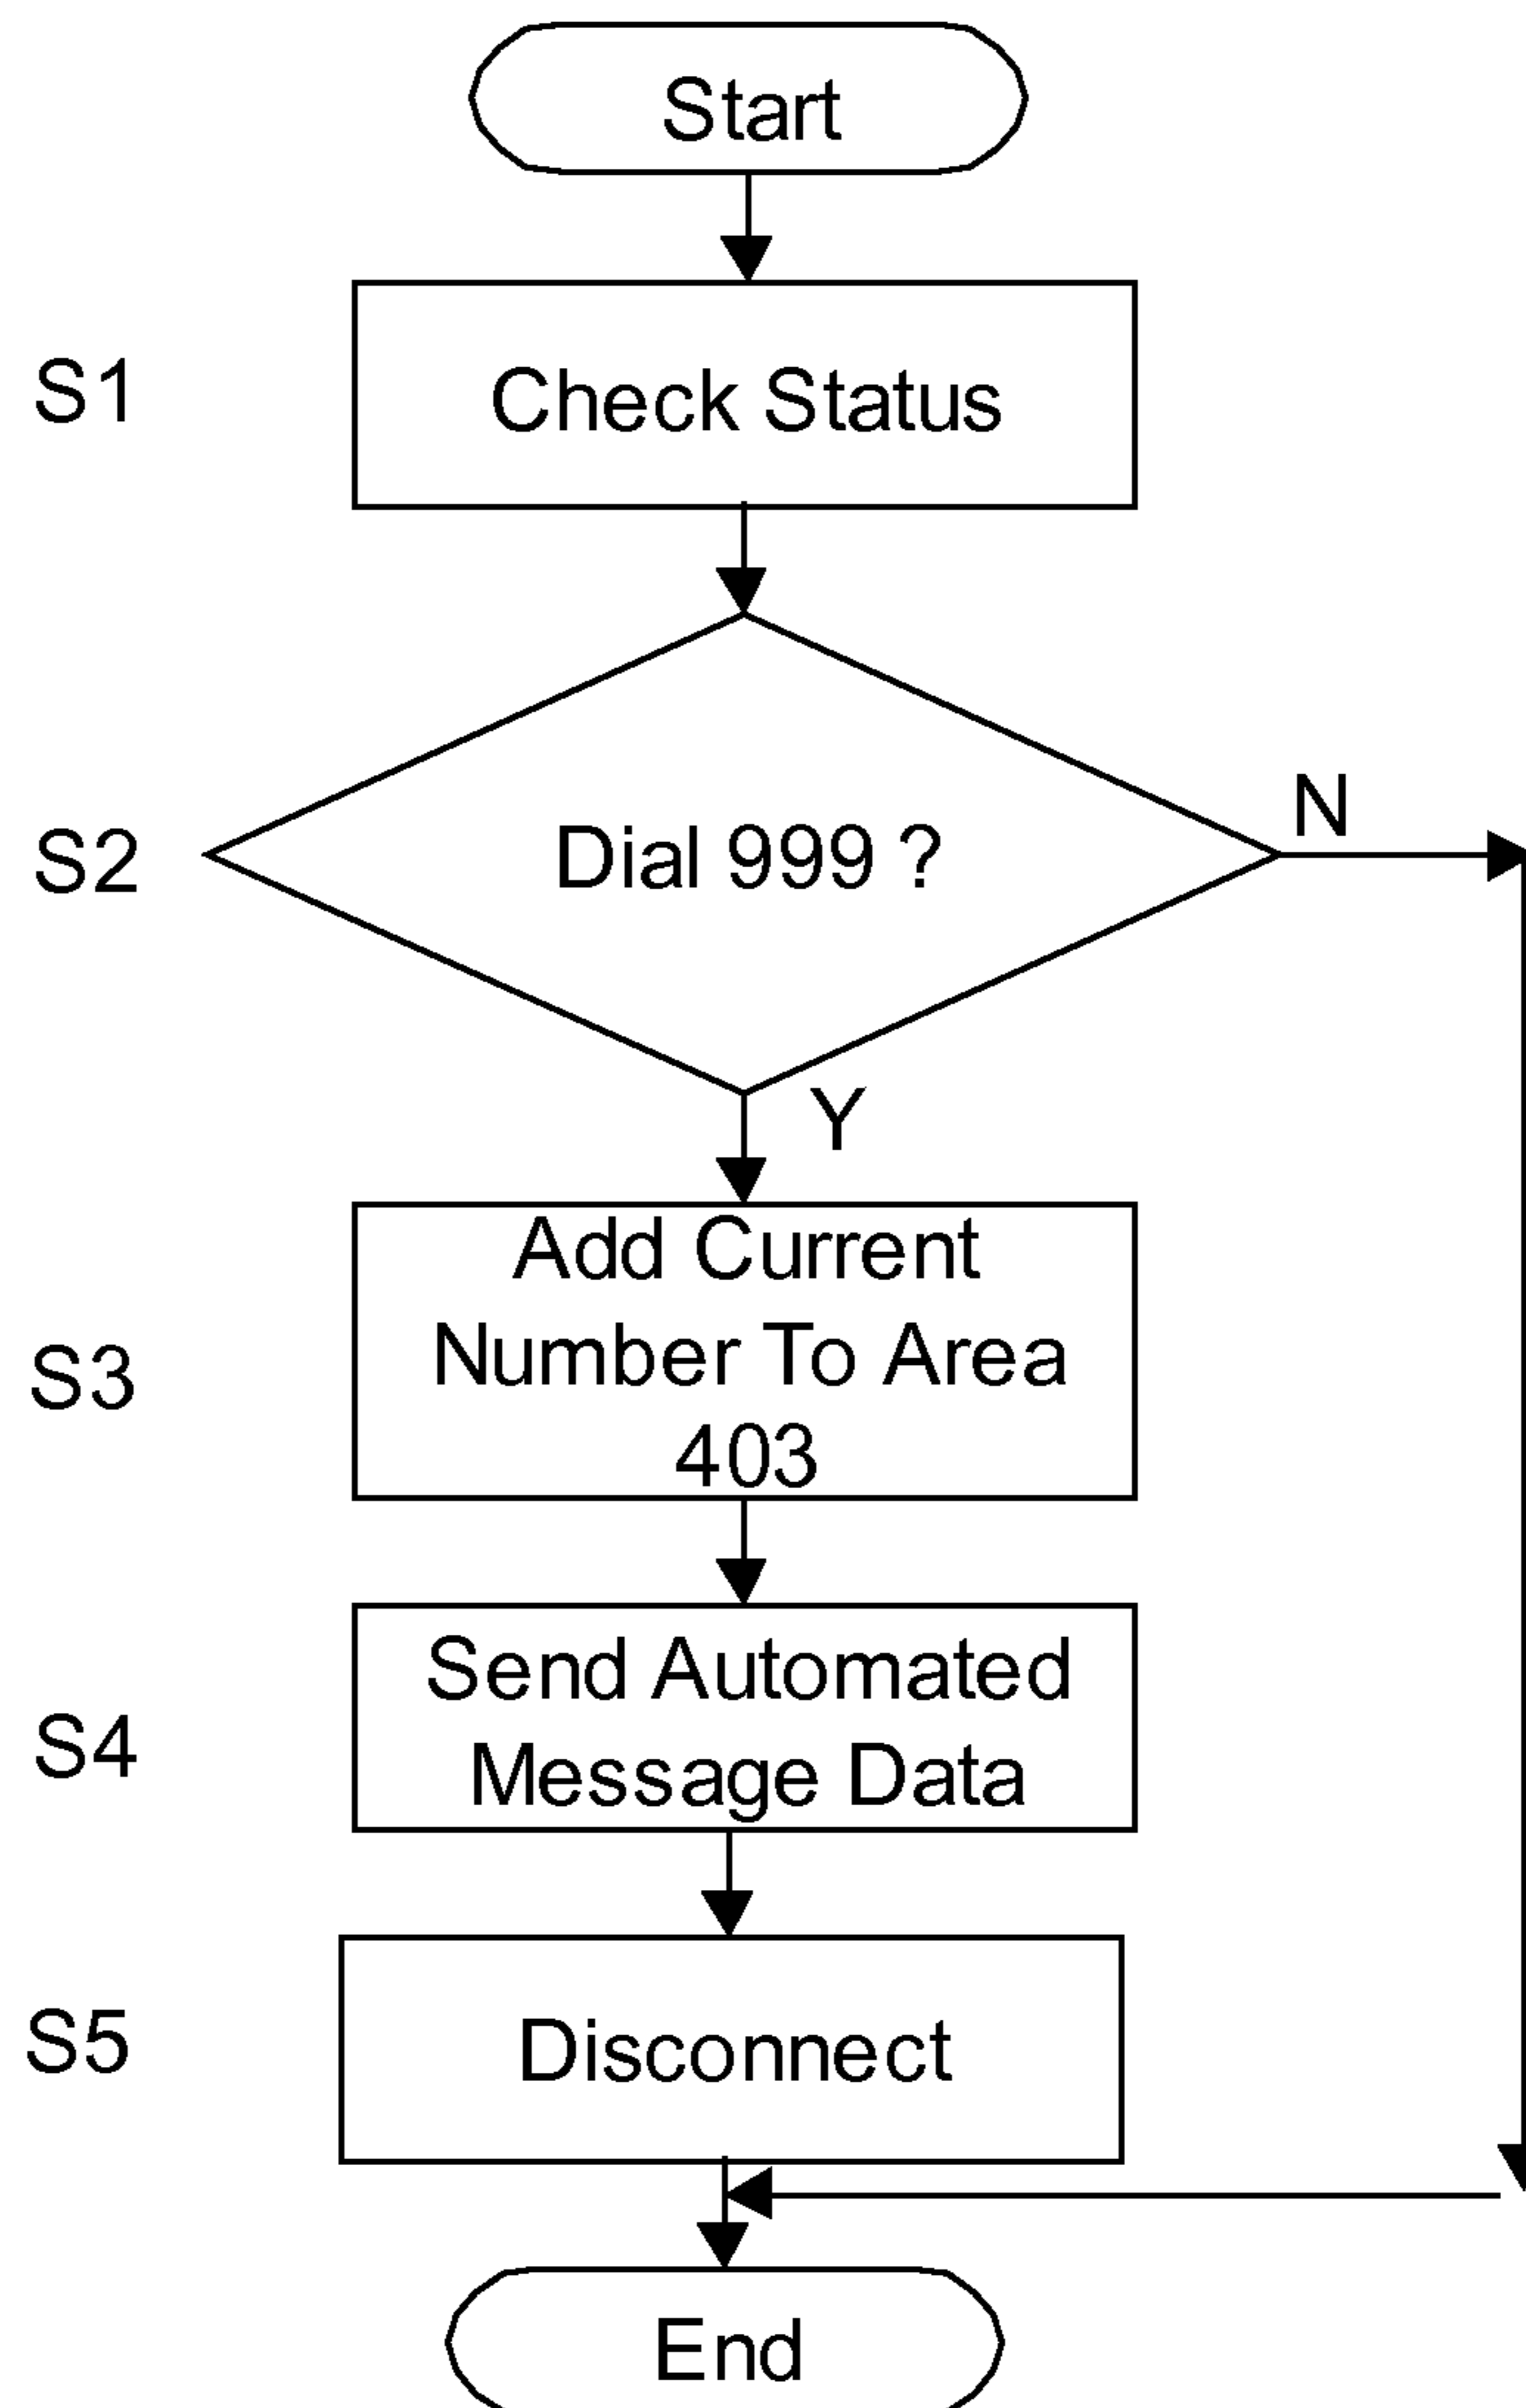 Start
S1
Check Status
S2
Dial 999 ?
N
Y
S3
Add Current
Number To Area
403
S4
Send Automated
Message Data
S5
Disconnect
End